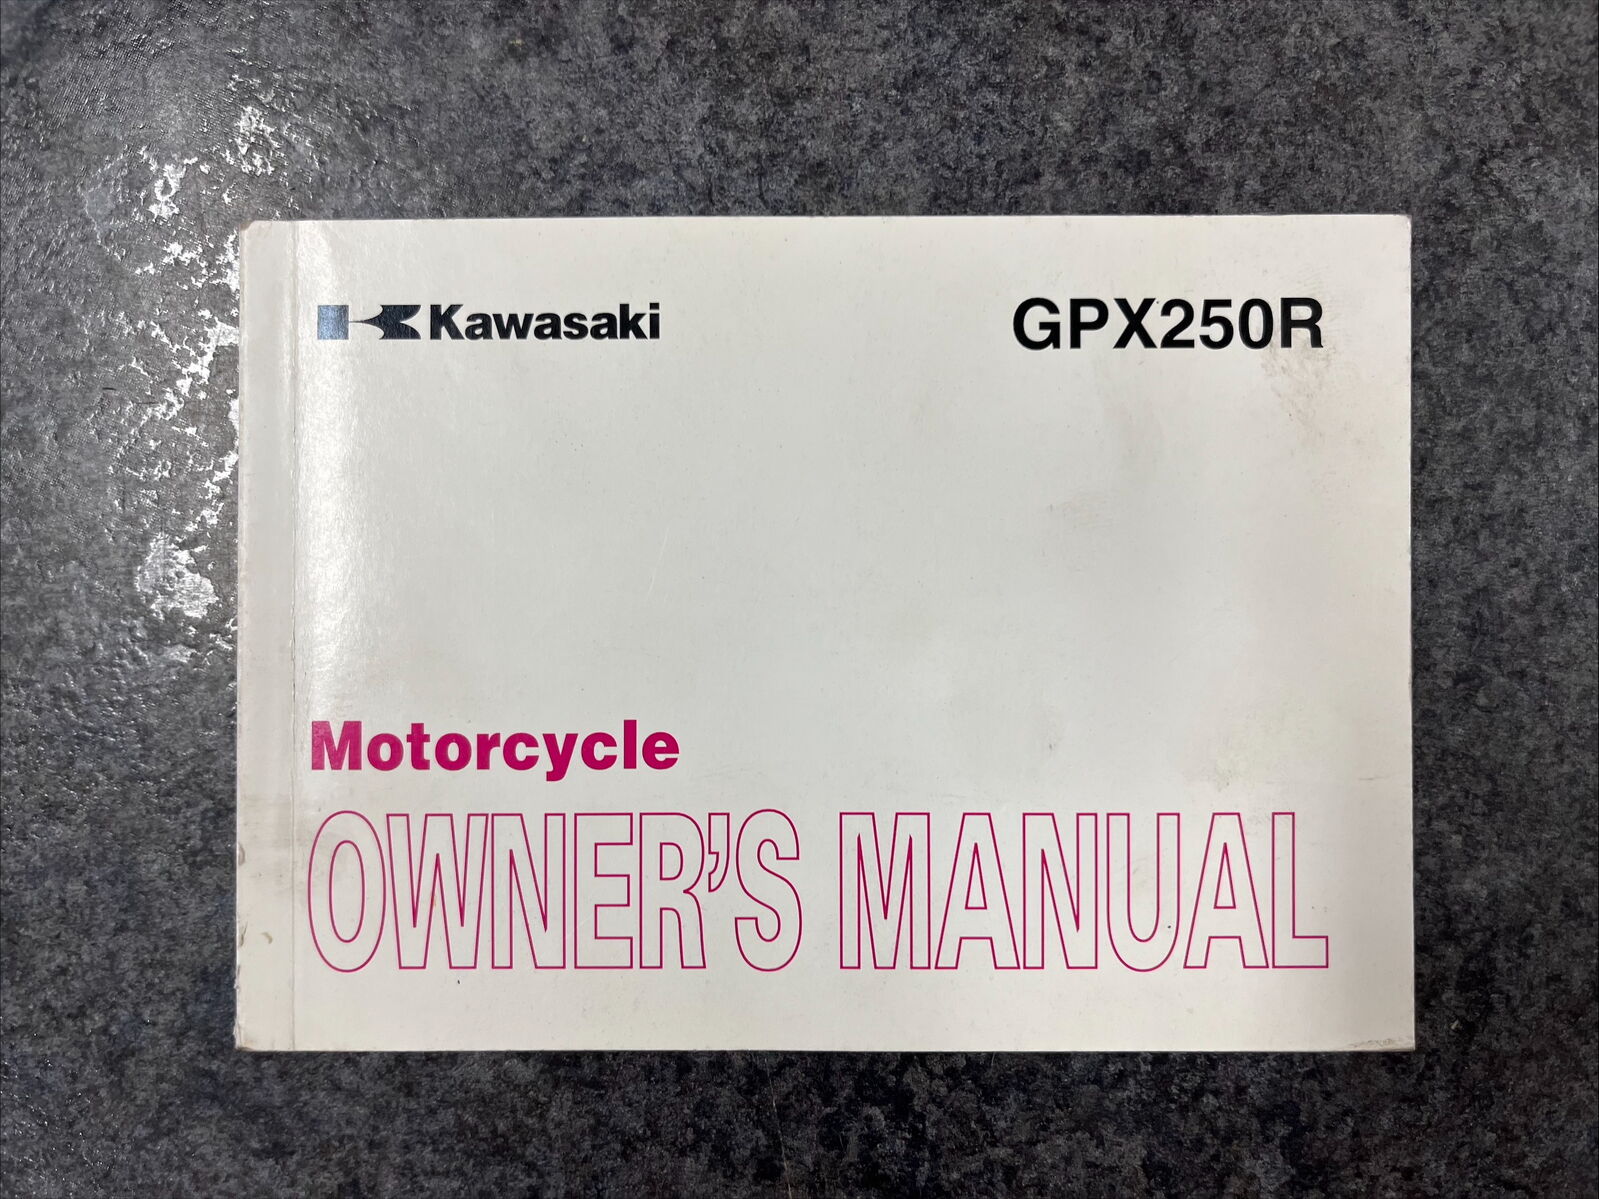 Kawasaki
GPX250R
Motorcycle
OWNER'S MANUAL